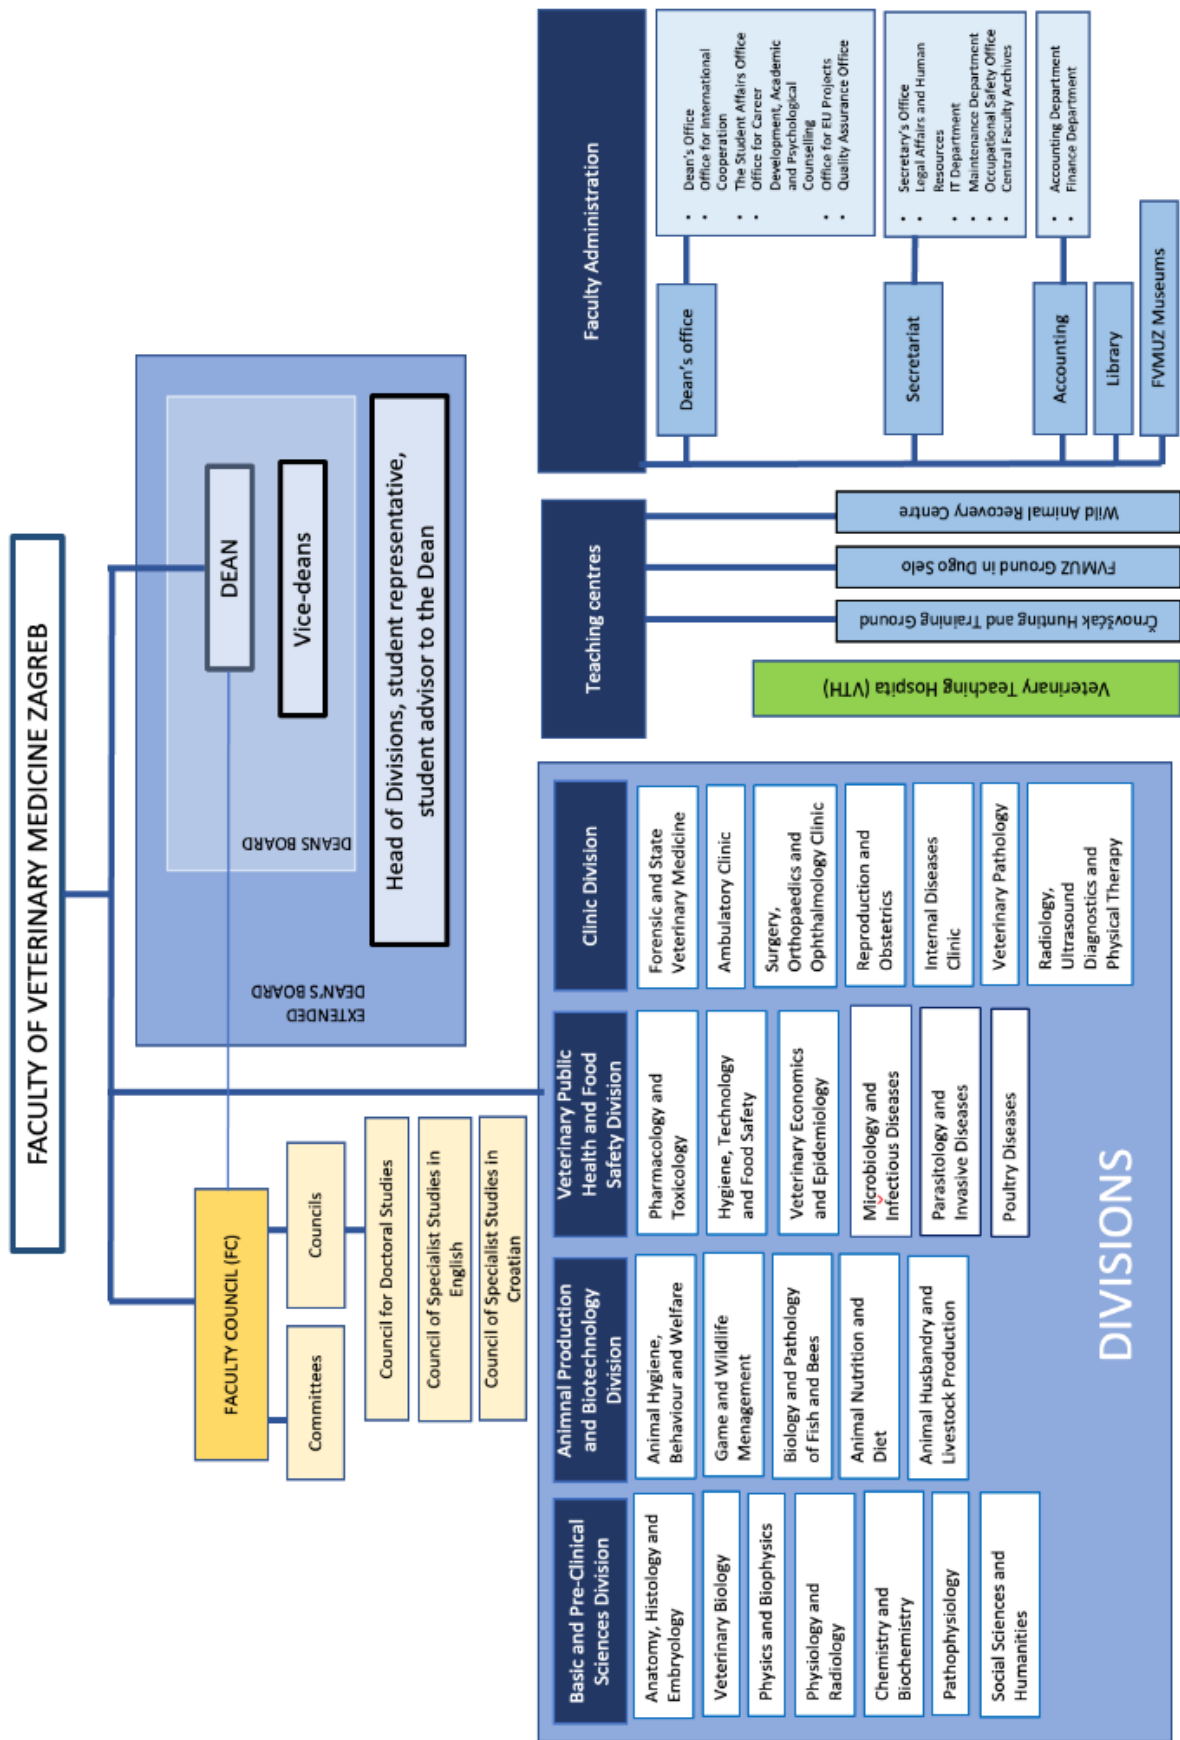 FACULTY OF VETERINARY MEDICINE ZAGREB
FACULTY COUNCIL (FC)
Committees
Councils
Council for Doctoral Studies
Council of Specialist Studies in
English
Council of Specialist Studies in
Croatian
EXTENDED
DEAN'S BOARD
DEANS BOARD
DEAN
Vice-deans
Head of Divisions, student representative,
student advisor to the Dean
Basic and Pre-Clinical
Sciences Division
Anatomy, Histology and
Embryology
Veterinary Biology
Physics and Biophysics
Physiology and
Radiology
Chemistry and
Biochemistry
Pathophysiology
Social Sciences and
Humanities
Animnal Production
and Biotechnology
Division
Animal Hygiene,
Behaviour and Welfare
Game and Wildlife
Menagement
Biology and Pathology
of Fish and Bees
Animal Nutrition and
Diet
Animal Husbandry and
Livestock Production
Veterinary Public
Health and Food
Safety Division
Pharmacology and
Toxicology
Hygiene, Technology
and Food Safety
Veterinary Economics
and Epidemiology
Microbiology and
Infectious Diseases
Parasitology and
Invasive Diseases
Poultry Diseases
Clinic Division
Forensic and State
Veterinary Medicine
Ambulatory Clinic
Surgery,
Orthopaedics and
Ophthalmology Clinic
Reproduction and
Obstetrics
Internal Diseases
Clinic
Veterinary Pathology
Radiology,
Ultrasound
Diagnostics and
Physical Therapy
DIVISIONS
Teaching centres
Veterinary Teaching Hospita (VTH)
Črnovšćak Hunting and Training Ground
FVMUZ Ground in Dugo Selo
Wild Animal Recovery Centre
Faculty Administration
Dean's office
• Dean's Office
• Office for International
Cooperation
• The Student Affairs Office
• Office for Career
Development, Academic
and Psychological
Counselling
• Office for EU Projects
• Quality Assurance Office
Secretariat
• Secretary's Office
• Legal Affairs and Human
Resources
• IT Department
• Maintenance Department
• Occupational Safety Office
• Central Faculty Archives
Accounting
• Accounting Department
• Finance Department
Library
FVMUZ Museums